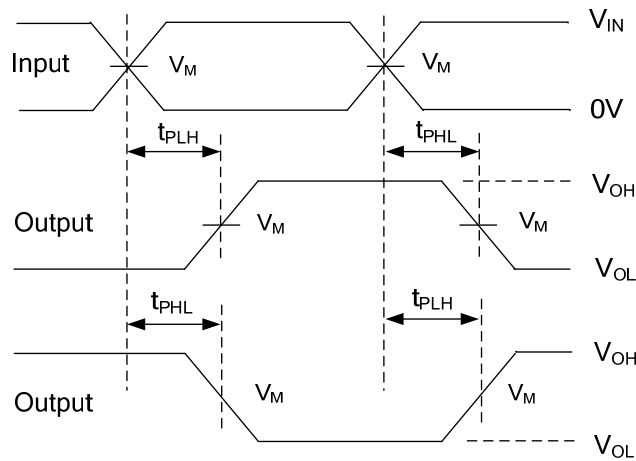 V_IN
Input
V_M
V_M
0V
t_PLH
t_PHL
V_OH
Output
V_M
V_M
V_OL
t_PHL
t_PLH
V_OH
Output
V_M
V_M
V_OL